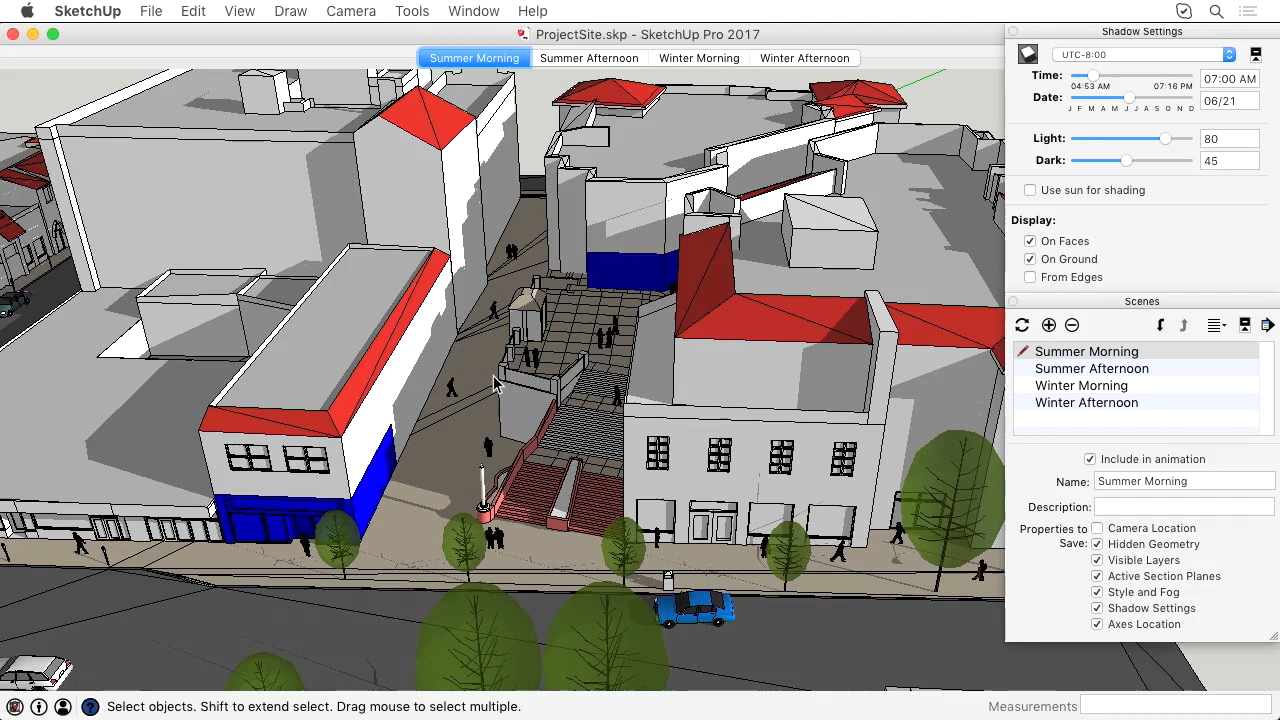 SketchUp File Edit View Draw Camera Tools Window Help
ProjectSite.skp - SketchUp Pro 2017
Summer Morning Summer Afternoon Winter Morning Winter Afternoon
Shadow Settings
UTC-8:00
Time: 07:00 AM
04:53 AM 07:16 PM
Date: 06/21
J F M A M J J A S O N D
Light: 80
Dark: 45
Use sun for shading
Display:
On Faces
On Ground
From Edges
Scenes
Summer Morning
Summer Afternoon
Winter Morning
Winter Afternoon
Include in animation
Name: Summer Morning
Description:
Properties to Save:
Camera Location
Hidden Geometry
Visible Layers
Active Section Planes
Style and Fog
Shadow Settings
Axes Location
Select objects. Shift to extend select. Drag mouse to select multiple.
Measurements